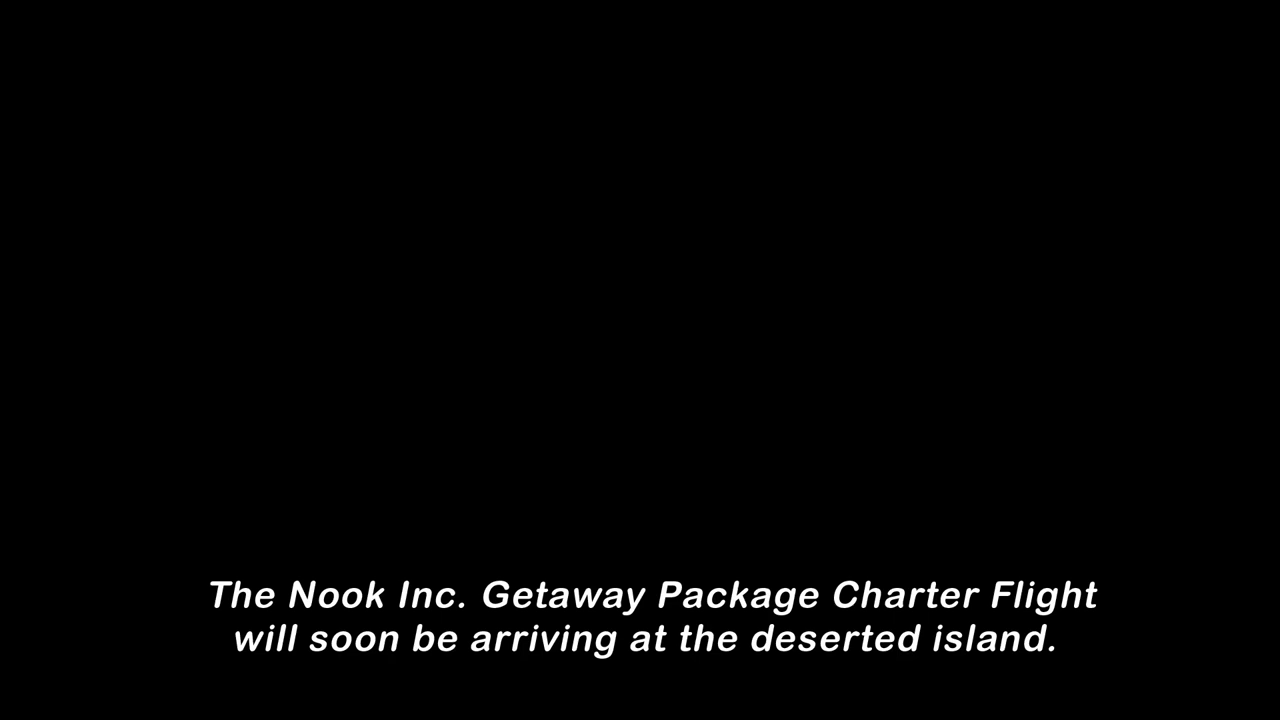 The Nook Inc. Getaway Package Charter Flight
will soon be arriving at the deserted island.